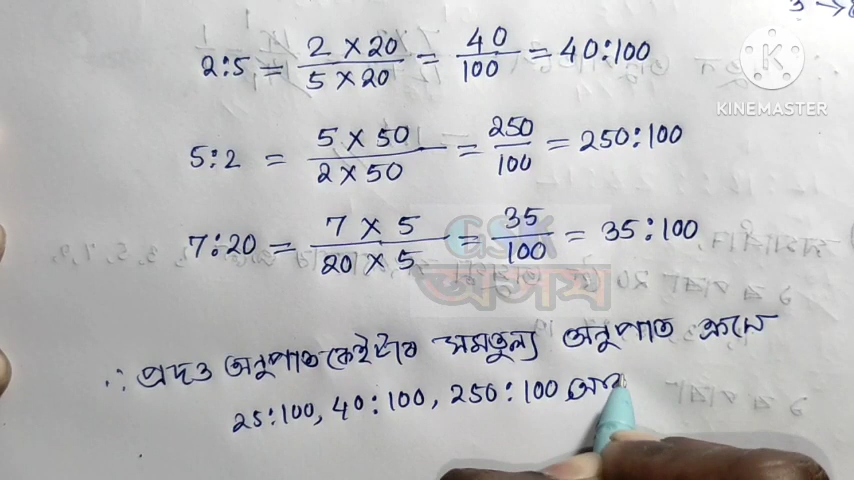 2:5 = 2 × 20 / 5 × 20 = 40/100 = 40:100
5:2 = 5 × 50 / 2 × 50 = 250/100 = 250:100
7:20 = 7 × 5 / 20 × 5 = 35/100 = 35:100
∴ প্ৰদত্ত অনুপাত কেইটাৰ সমতুল্য অনুপাত ক্ৰমে
25:100, 40:100, 250:100
KINEMASTER
GSK